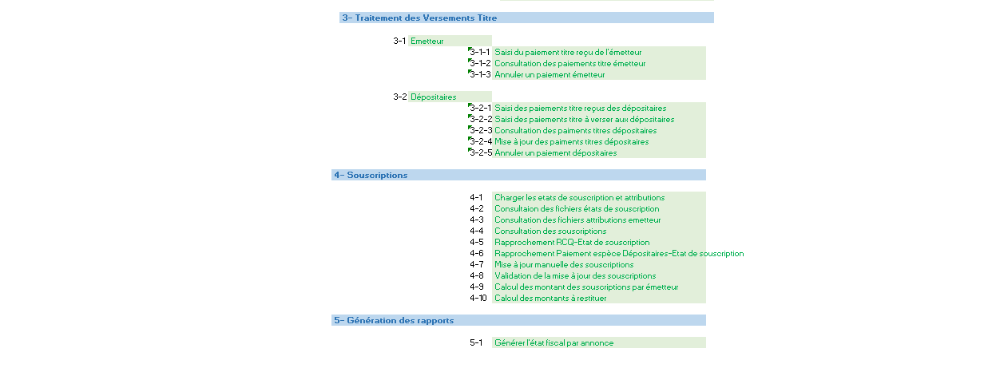 3- Traitement des Versements Titre
3-1 Emetteur
3-1-1 Saisi du paiement titre reçu de l'émetteur
3-1-2 Consultation des paiements titre émetteur
3-1-3 Annuler un paiement émetteur
3-2 Dépositaires
3-2-1 Saisi des paiements titre reçus des dépositaires
3-2-2 Saisi des paiements titre à verser aux dépositaires
3-2-3 Consultation des paiments titres dépositaires
3-2-4 Mise à jour des paiments titres dépositaires
3-2-5 Annuler un paiement dépositaires
4- Souscriptions
4-1 Charger les etats de souscription et attributions
4-2 Consultaion des fichiers états de souscription
4-3 Consultation des fichiers attributions emetteur
4-4 Consultation des souscriptions
4-5 Rapprochement RCQ-Etat de souscription
4-6 Rapprochement Paiement espèce Dépositaires-Etat de souscription
4-7 Mise à jour manuelle des souscriptions
4-8 Validation de la mise à jour des souscriptions
4-9 Calcul des montant des souscriptions par émetteur
4-10 Calcul des montants à restituer
5- Génération des rapports
5-1 Générer l'état fiscal par annonce